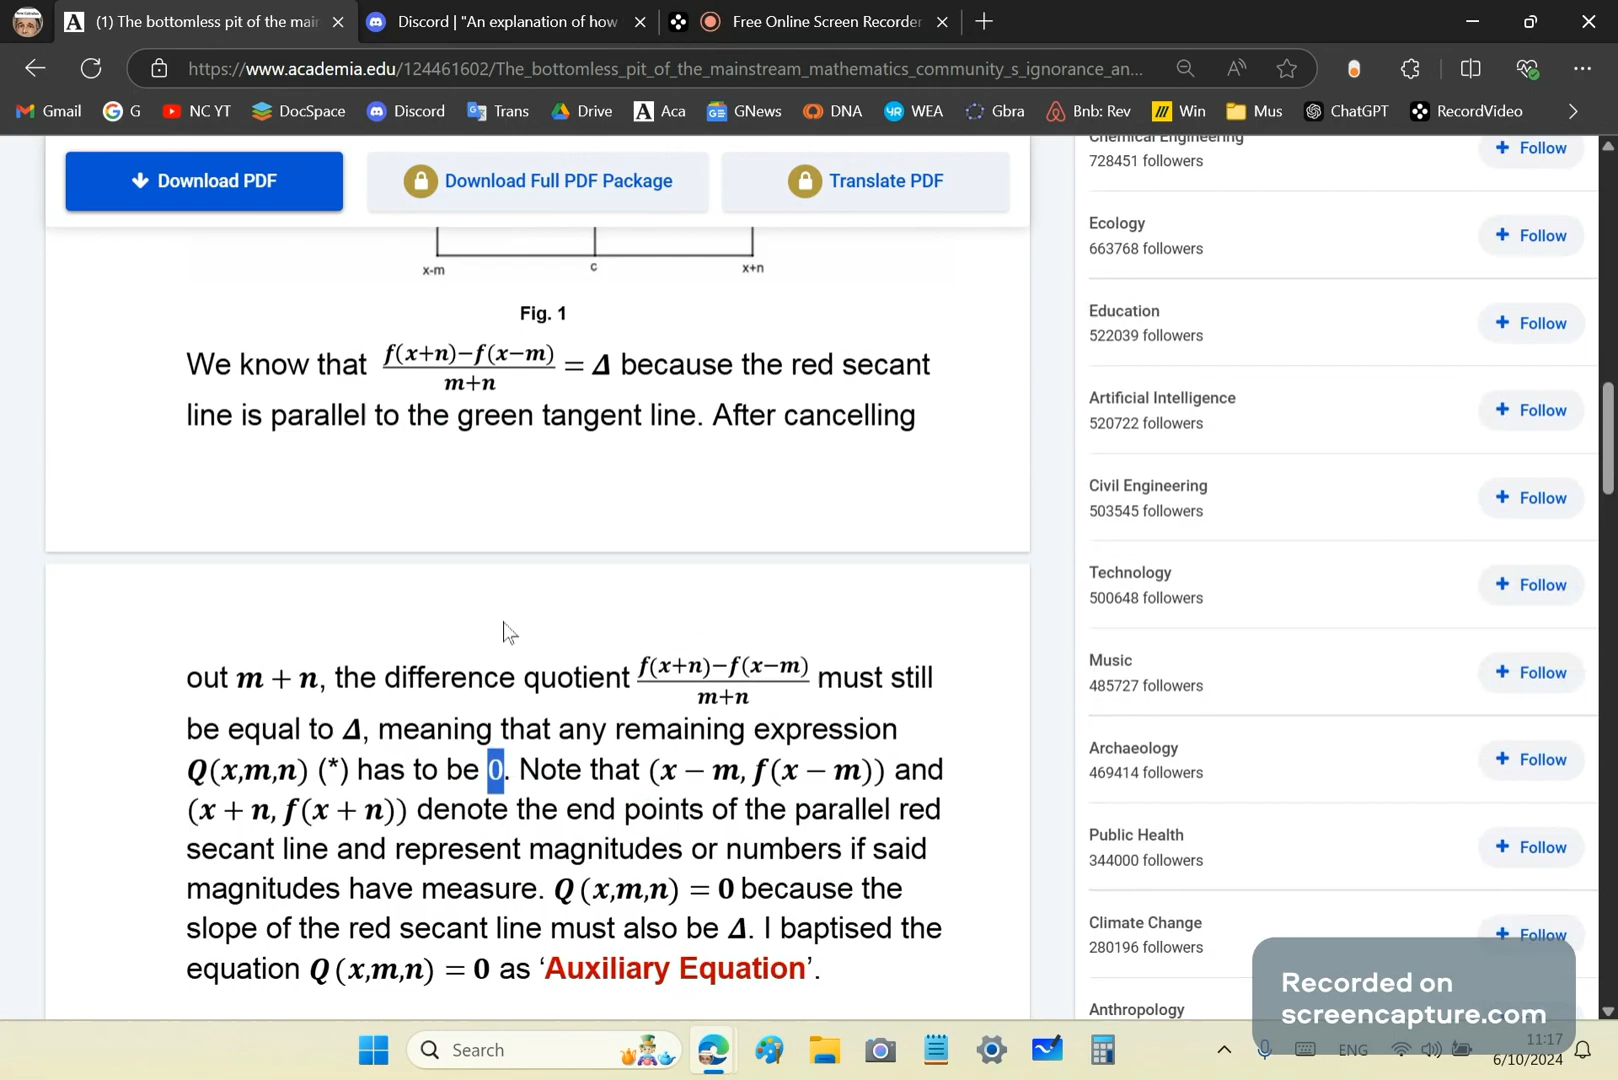 (1) The bottomless pit of the mai
Discord | "An explanation of how
Free Online Screen Recorder
https://www.academia.edu/124461602/The_bottomless_pit_of_the_mainstream_mathematics_community_s_ignorance_an...
Gmail G NC YT DocSpace Discord Trans Drive Aca GNews DNA WEA Gbra Bnb: Rev Win Mus ChatGPT RecordVideo
Download PDF
Download Full PDF Package
Translate PDF
x-m c x+n
Fig. 1
We know that f(x+n)−f(x−m)/m+n = Δ because the red secant
line is parallel to the green tangent line. After cancelling
out m + n, the difference quotient f(x+n)−f(x−m)/m+n must still
be equal to Δ, meaning that any remaining expression
Q(x,m,n) (*) has to be 0. Note that (x − m, f(x − m)) and
(x + n, f(x + n)) denote the end points of the parallel red
secant line and represent magnitudes or numbers if said
magnitudes have measure. Q (x,m,n) = 0 because the
slope of the red secant line must also be Δ. I baptised the
equation Q (x,m,n) = 0 as ‘Auxiliary Equation’.
Chemical Engineering
728451 followers
Follow
Ecology
663768 followers
Follow
Education
522039 followers
Follow
Artificial Intelligence
520722 followers
Follow
Civil Engineering
503545 followers
Follow
Technology
500648 followers
Follow
Music
485727 followers
Follow
Archaeology
469414 followers
Follow
Public Health
344000 followers
Follow
Climate Change
280196 followers
Follow
Anthropology
Recorded on
screencapture.com
Search
ENG
11:17
6/10/2024